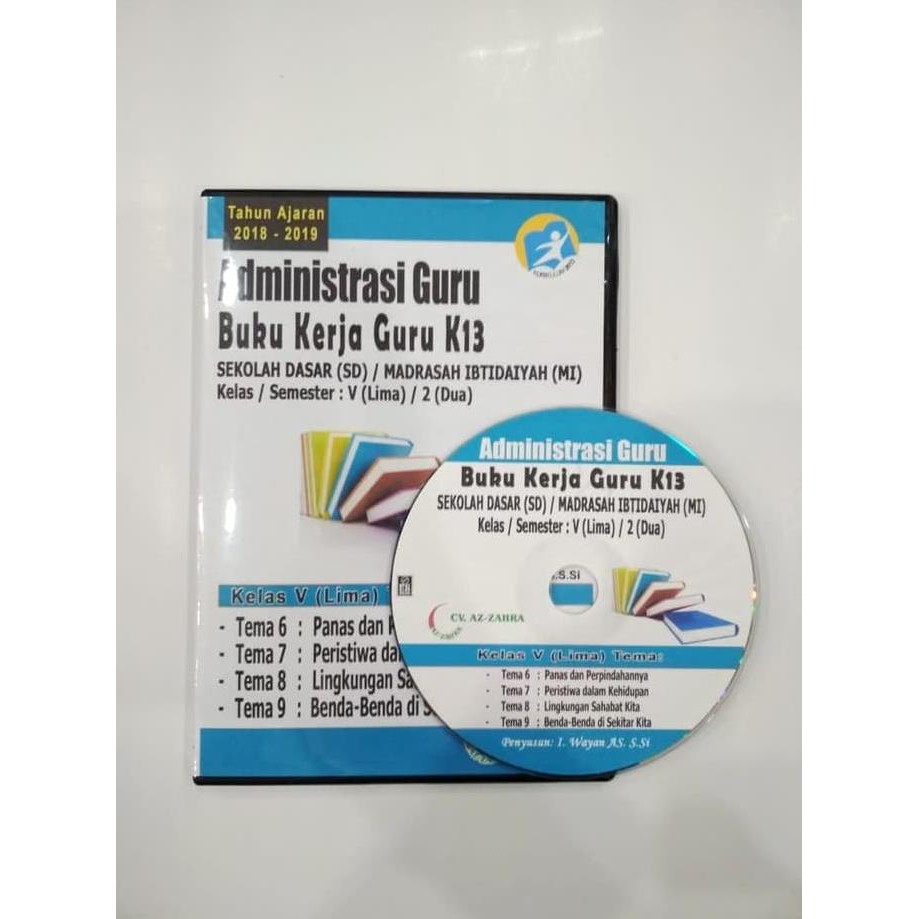 Tahun Ajaran
2018 - 2019
Administrasi Guru
Buku Kerja Guru K13
SEKOLAH DASAR (SD) / MADRASAH IBTIDAIYAH (MI)
Kelas / Semester : V (Lima) / 2 (Dua)
Kelas V (Lima)
- Tema 6 : Panas dan
- Tema 7 : Peristiwa
- Tema 8 : Lingkungan
- Tema 9 : Benda-Benda di
Administrasi Guru
Buku Kerja Guru K13
SEKOLAH DASAR (SD) / MADRASAH IBTIDAIYAH (MI)
Kelas / Semester : V (Lima) / 2 (Dua)
S.Si
CV. AZ-ZAHRA
Kelas V (Lima) Tema:
- Tema 6 : Panas dan Perpindahannya
- Tema 7 : Peristiwa dalam Kehidupan
- Tema 8 : Lingkungan Sahabat Kita
- Tema 9 : Benda-Benda di Sekitar Kita
Penyusun: I. Wayan AS. S.Si